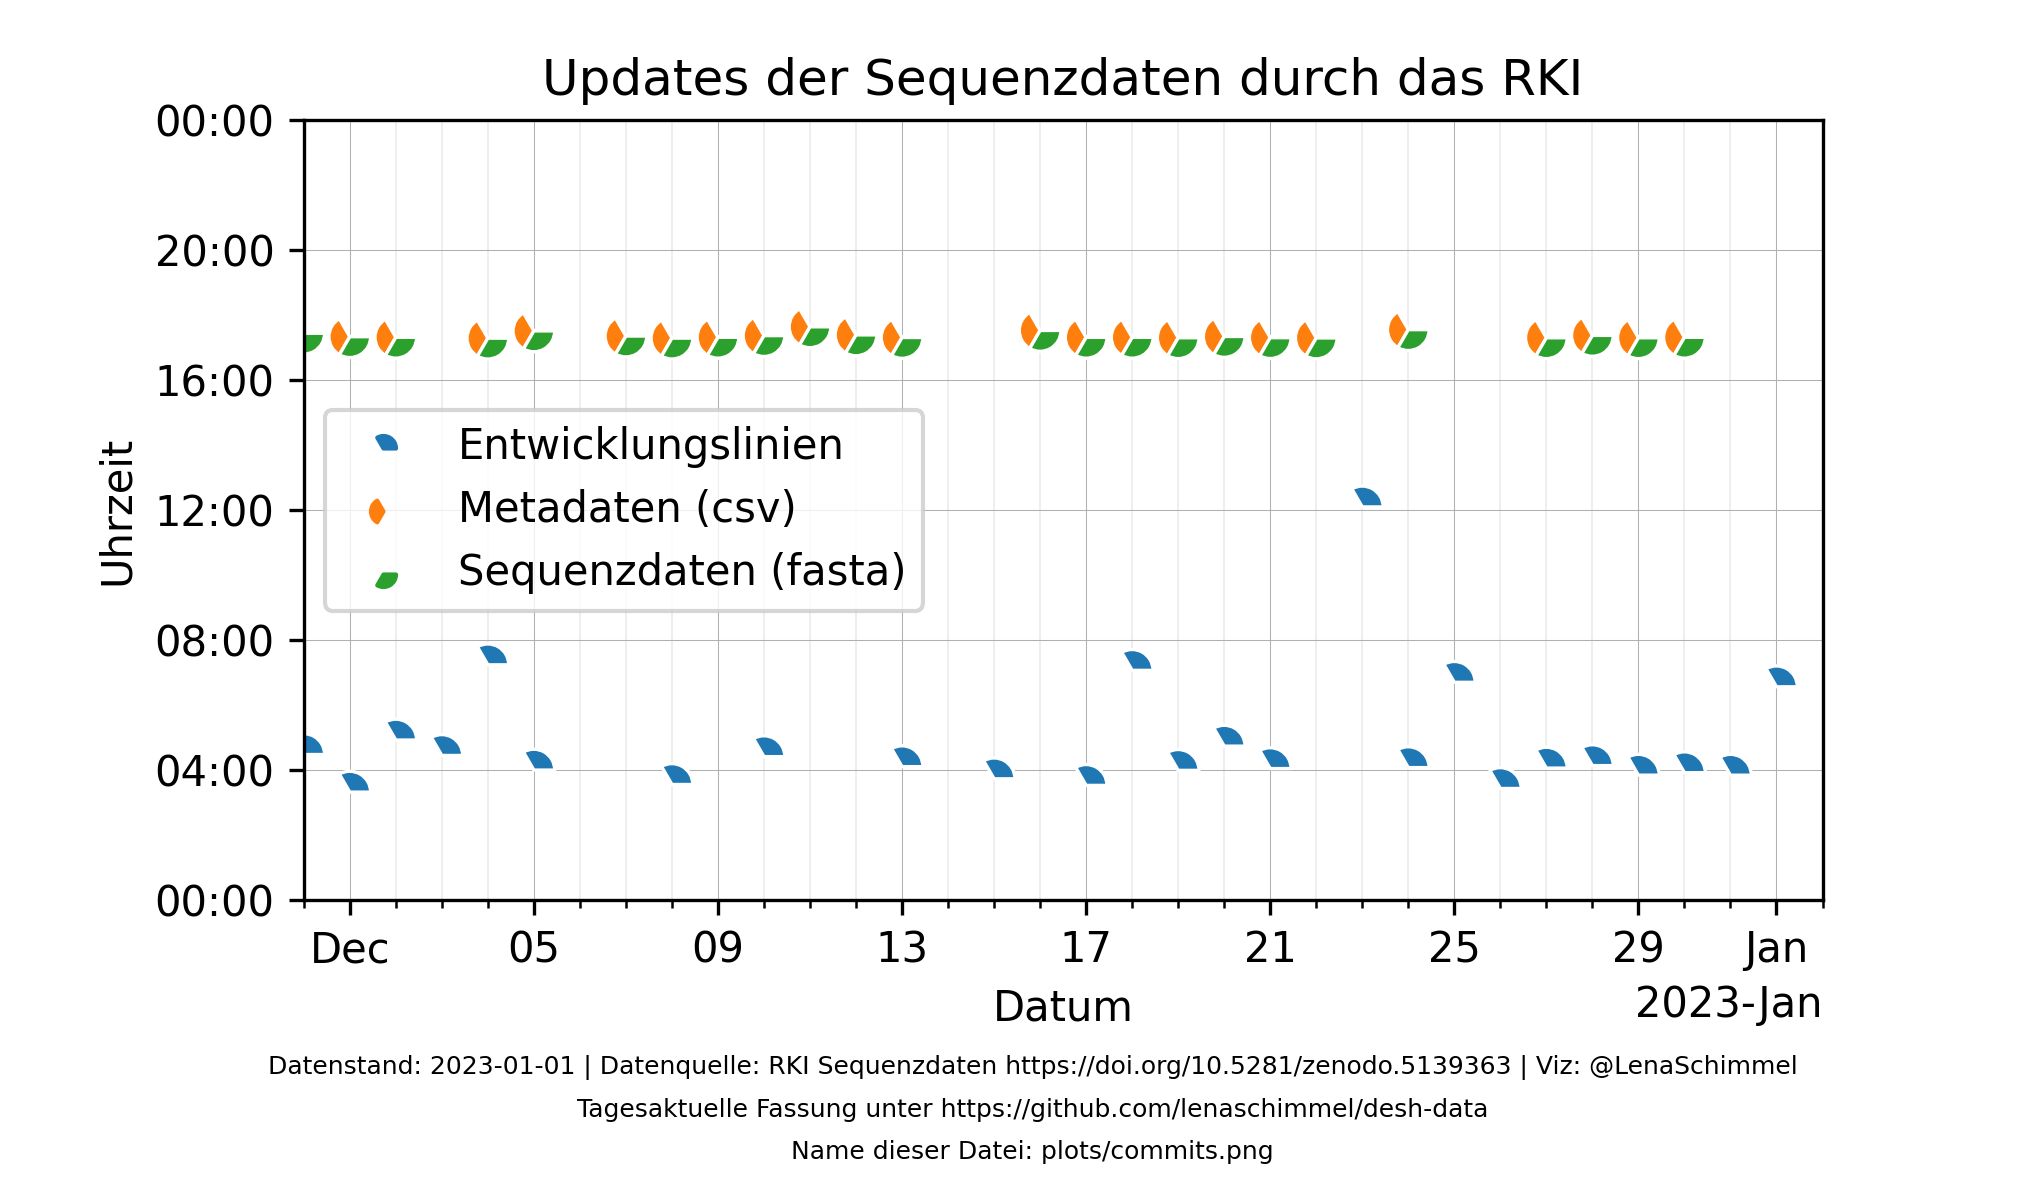 Updates der Sequenzdaten durch das RKI
00:00
20:00
16:00
12:00
08:00
04:00
00:00
Uhrzeit
Entwicklungslinien
Metadaten (csv)
Sequenzdaten (fasta)
Dec 05 09 13 17 21 25 29 Jan
Datum
2023-Jan
Datenstand: 2023-01-01 | Datenquelle: RKI Sequenzdaten https://doi.org/10.5281/zenodo.5139363 | Viz: @LenaSchimmel
Tagesaktuelle Fassung unter https://github.com/lenaschimmel/desh-data
Name dieser Datei: plots/commits.png